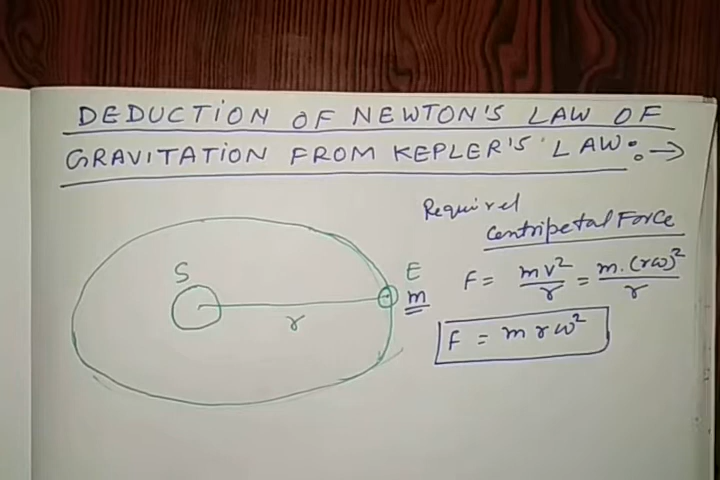 DEDUCTION OF NEWTON'S LAW OF
GRAVITATION FROM KEPLER'S LAW:→
Required
Centripetal Force
F = mv²/r = m.(rω)²/r
F = mrω²
S
E
m
r